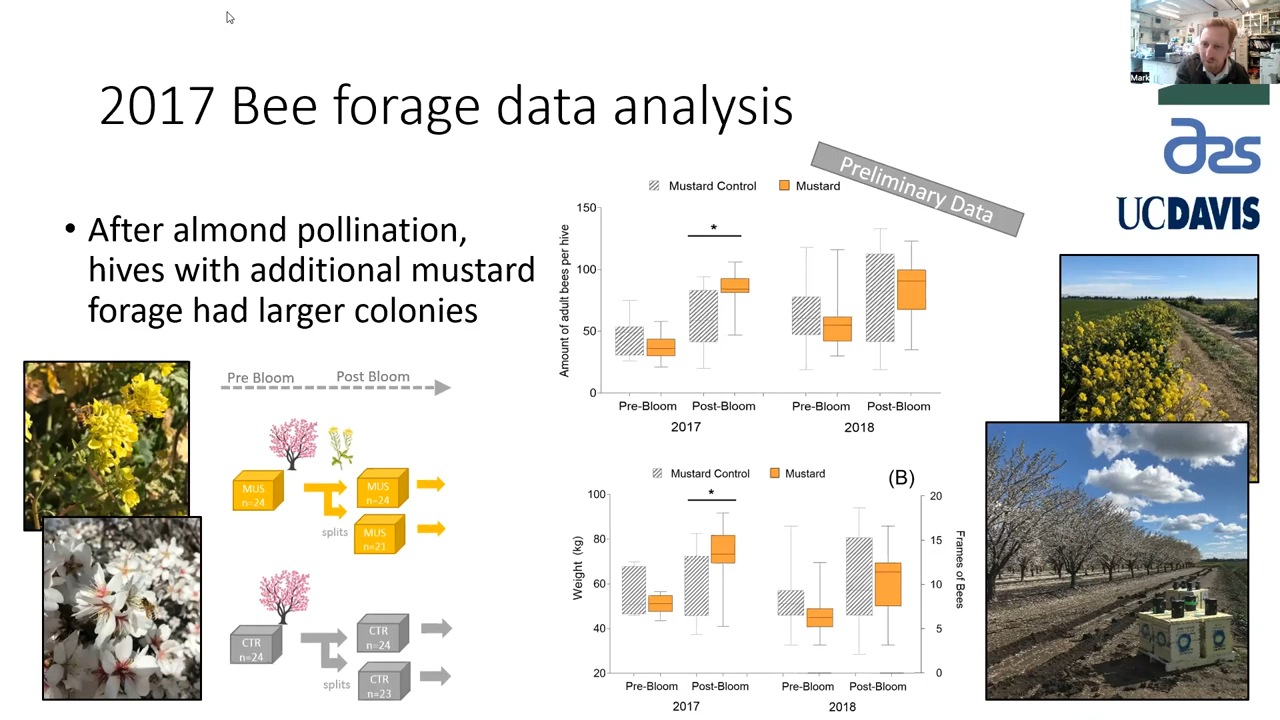 Mark
2017 Bee forage data analysis
ars
UC DAVIS
Preliminary Data
• After almond pollination,
hives with additional mustard
forage had larger colonies
Pre Bloom
Post Bloom
MUS
n=24
MUS
n=24
splits
MUS
n=21
CTR
n=24
CTR
n=24
splits
CTR
n=23
Mustard Control
Mustard
Amount of adult bees per hive
150
100
50
0
*
Pre-Bloom
Post-Bloom
Pre-Bloom
Post-Bloom
2017
2018
Mustard Control
Mustard
(B)
Weight (kg)
100
80
60
40
20
*
20
15
10
5
0
Frames of Bees
Pre-Bloom
Post-Bloom
Pre-Bloom
Post-Bloom
2017
2018